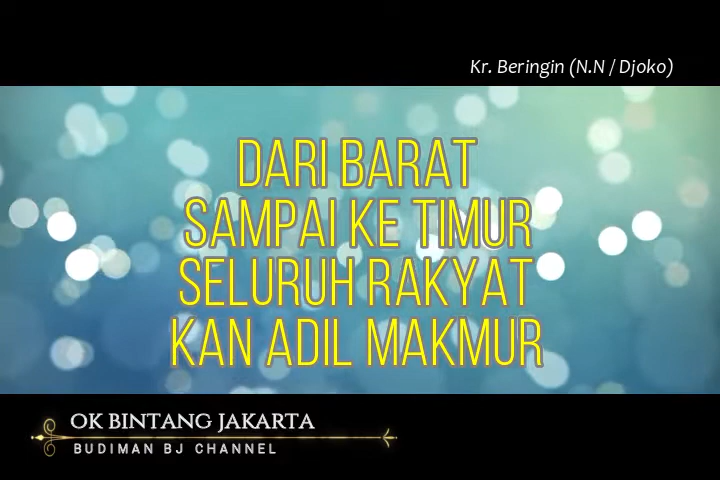 Kr. Beringin (N.N / Djoko)
DARI BARAT
SAMPAI KE TIMUR
SELURUH RAKYAT
KAN ADIL MAKMUR
OK BINTANG JAKARTA
BUDIMAN BJ CHANNEL